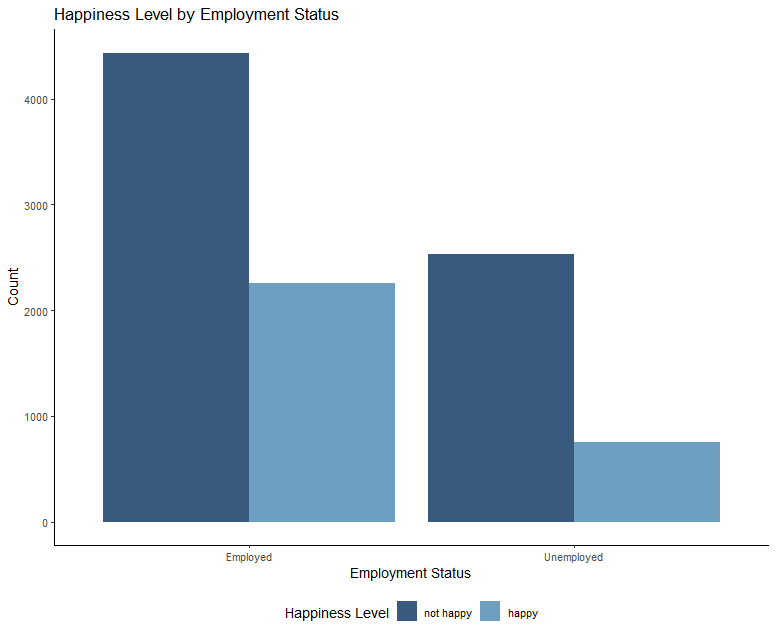 Happiness Level by Employment Status
Count
4000
3000
2000
1000
0
Employed
Unemployed
Employment Status
Happiness Level not happy happy